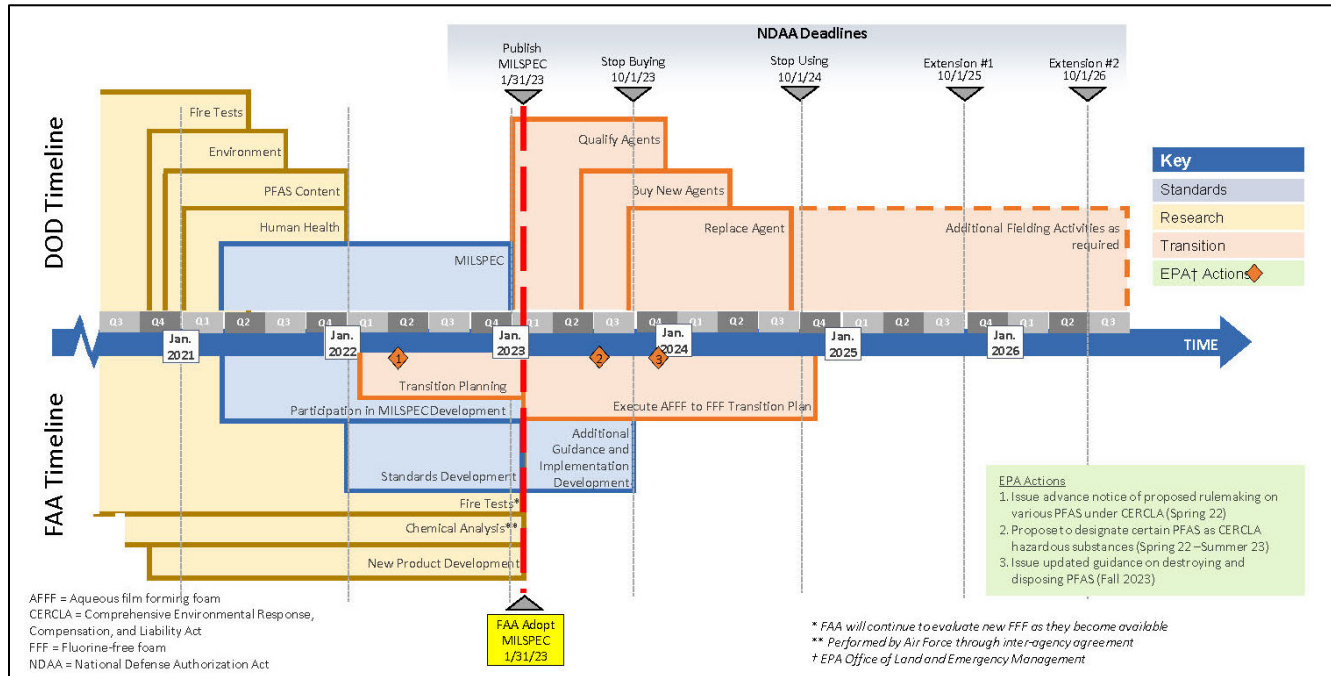 NDAA Deadlines
Publish
MILSPEC
1/31/23
Stop Buying
10/1/23
Stop Using
10/1/24
Extension #1
10/1/25
Extension #2
10/1/26
DOD Timeline
Fire Tests
Environment
PFAS Content
Human Health
MILSPEC
Qualify Agents
Buy New Agents
Replace Agent
Additional Fielding Activities as
required
Key
Standards
Research
Transition
EPA† Actions
Q3 Q4 Q1 Q2 Q3 Q4 Q1 Q2 Q3 Q4 Q1 Q2 Q3 Q4 Q1 Q2 Q3 Q4 Q1 Q2 Q3 Q4 Q1 Q2 Q3
Jan.
2021
Jan.
2022
Jan.
2023
Jan.
2024
Jan.
2025
Jan.
2026
TIME
1
2
3
FAA Timeline
Transition Planning
Participation in MILSPEC Development
Execute AFFF to FFF Transition Plan
Standards Development
Additional
Guidance and
Implementation
Development
Fire Tests*
Chemical Analysis**
New Product Development
FAA Adopt
MILSPEC
1/31/23
EPA Actions
1. Issue advance notice of proposed rulemaking on
various PFAS under CERCLA (Spring 22)
2. Propose to designate certain PFAS as CERCLA
hazardous substances (Spring 22 – Summer 23)
3. Issue updated guidance on destroying and
disposing PFAS (Fall 2023)
AFFF = Aqueous film forming foam
CERCLA = Comprehensive Environmental Response,
Compensation, and Liability Act
FFF = Fluorine-free foam
NDAA = National Defense Authorization Act
* FAA will continue to evaluate new FFF as they become available
** Performed by Air Force through inter-agency agreement
† EPA Office of Land and Emergency Management